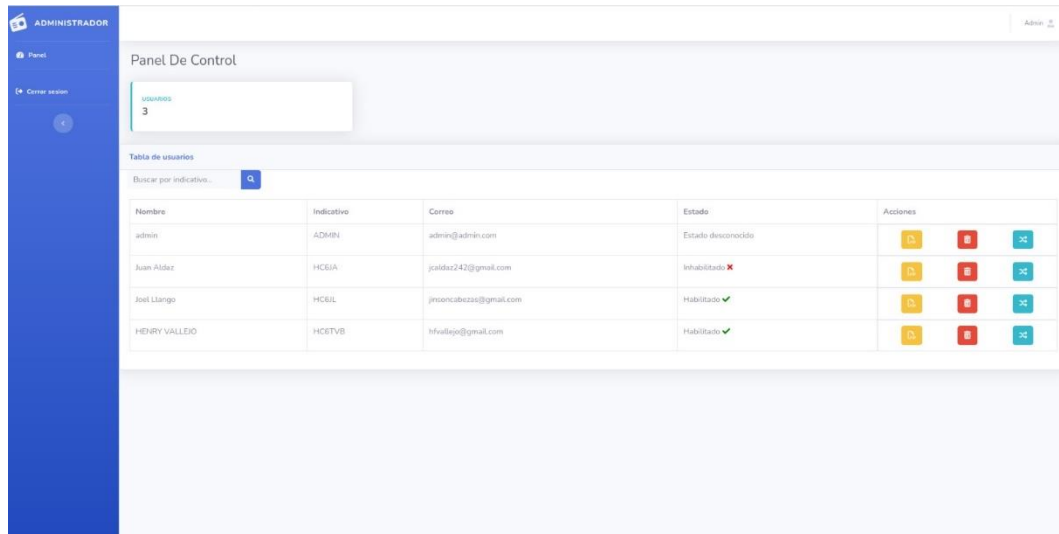 ADMINISTRADOR
Admin
Panel
Cerrar sesion
Panel De Control
USUARIOS
3
Tabla de usuarios
Buscar por indicativo...
Nombre Indicativo Correo Estado Acciones
admin ADMIN admin@admin.com Estado desconocido
Juan Aldaz HC6JA jcaldaz242@gmail.com Inhabilitado
Joel Llango HC6JL jinsoncabezas@gmail.com Habilitado
HENRY VALLEJO HC6TVB hfvallejo@gmail.com Habilitado